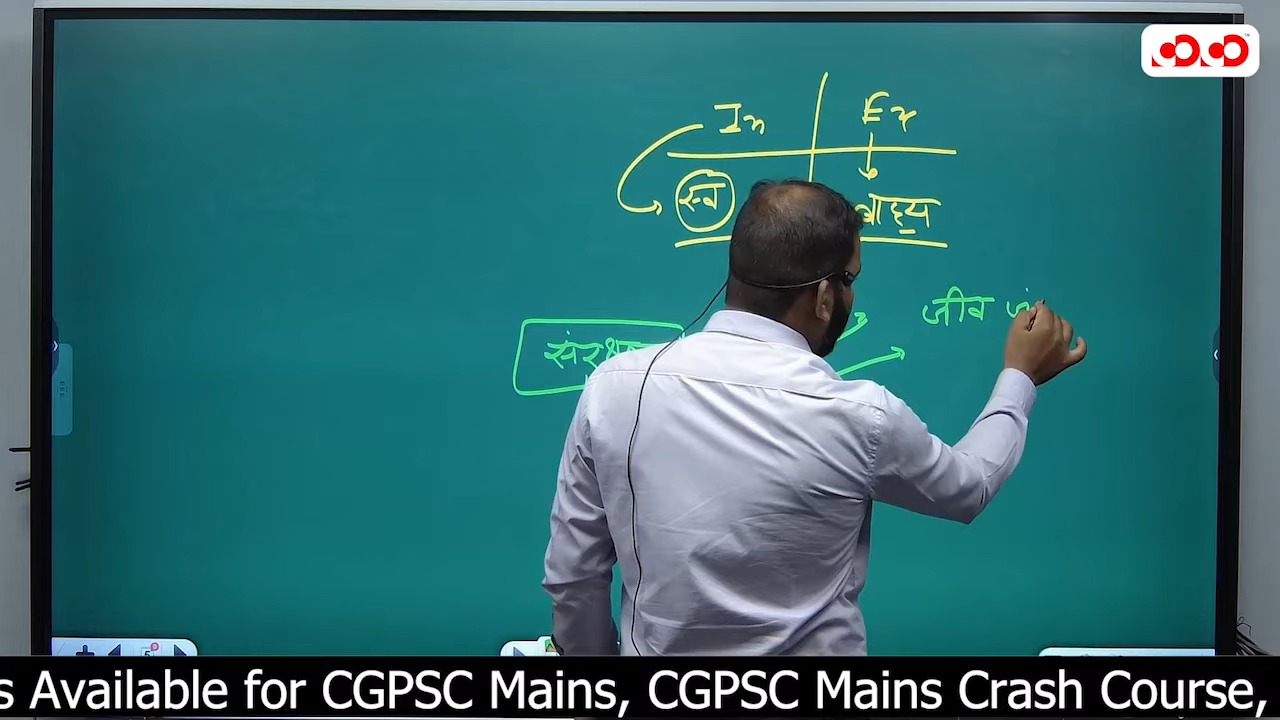 In Ex
स्व बाह्य
जीव
s Available for CGPSC Mains, CGPSC Mains Crash Course,